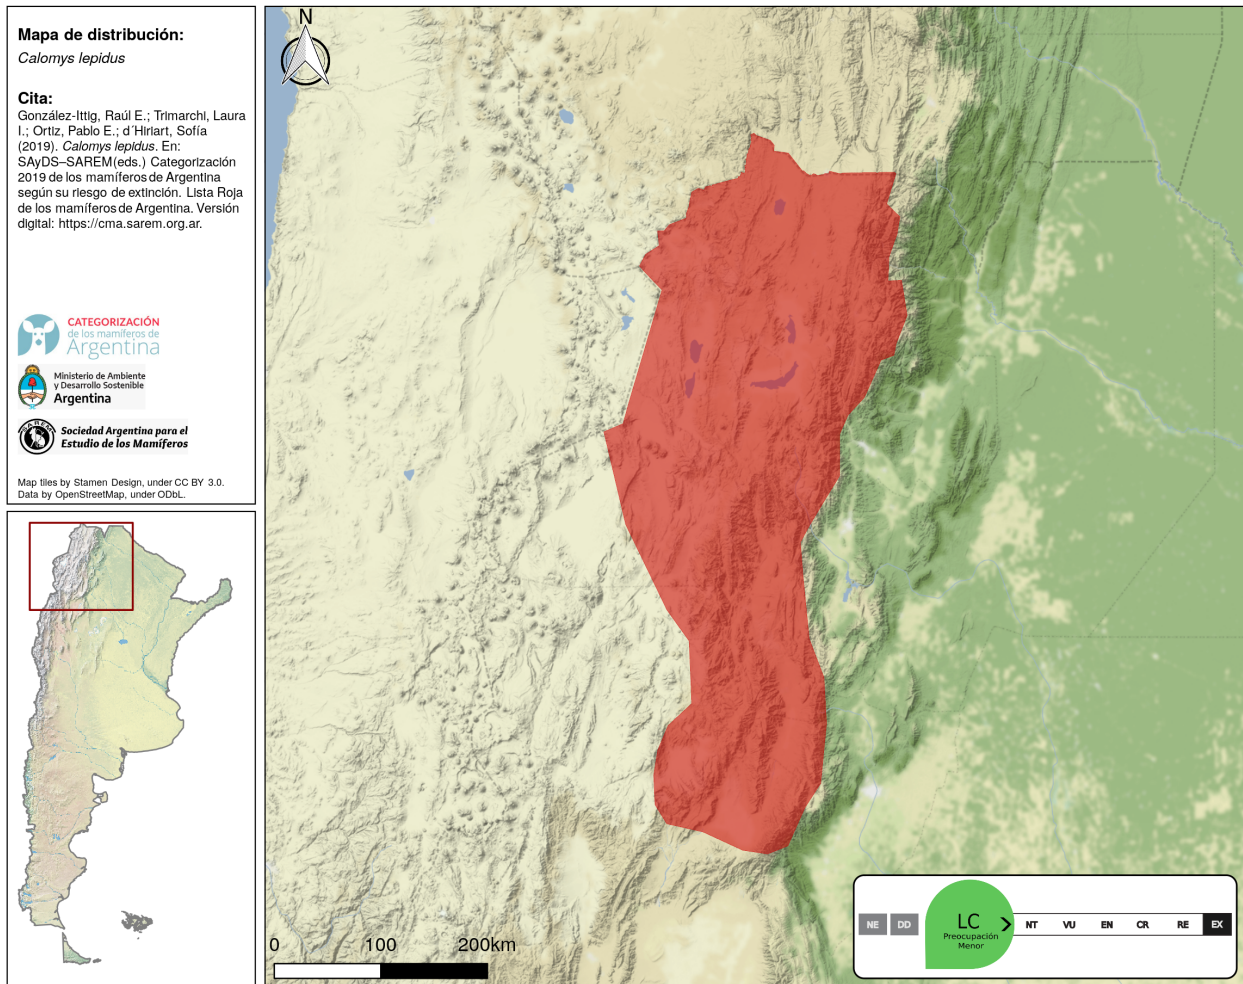 Mapa de distribución:
Calomys lepidus
Cita:
González-Ittig, Raúl E.; Trimarchi, Laura
I.; Ortiz, Pablo E.; d´Hiriart, Sofía
(2019). Calomys lepidus. En:
SAyDS–SAREM(eds.) Categorización
2019 de los mamíferos de Argentina
según su riesgo de extinción. Lista Roja
de los mamíferos de Argentina. Versión
digital: https://cma.sarem.org.ar.
CATEGORIZACIÓN
de los mamíferos de
Argentina
Ministerio de Ambiente
y Desarrollo Sostenible
Argentina
SAREM
Sociedad Argentina para el
Estudio de los Mamíferos
Map tiles by Stamen Design, under CC BY 3.0.
Data by OpenStreetMap, under ODbL.
N
0 100 200km
NE DD LC NT VU EN CR RE EX
Preocupación
Menor